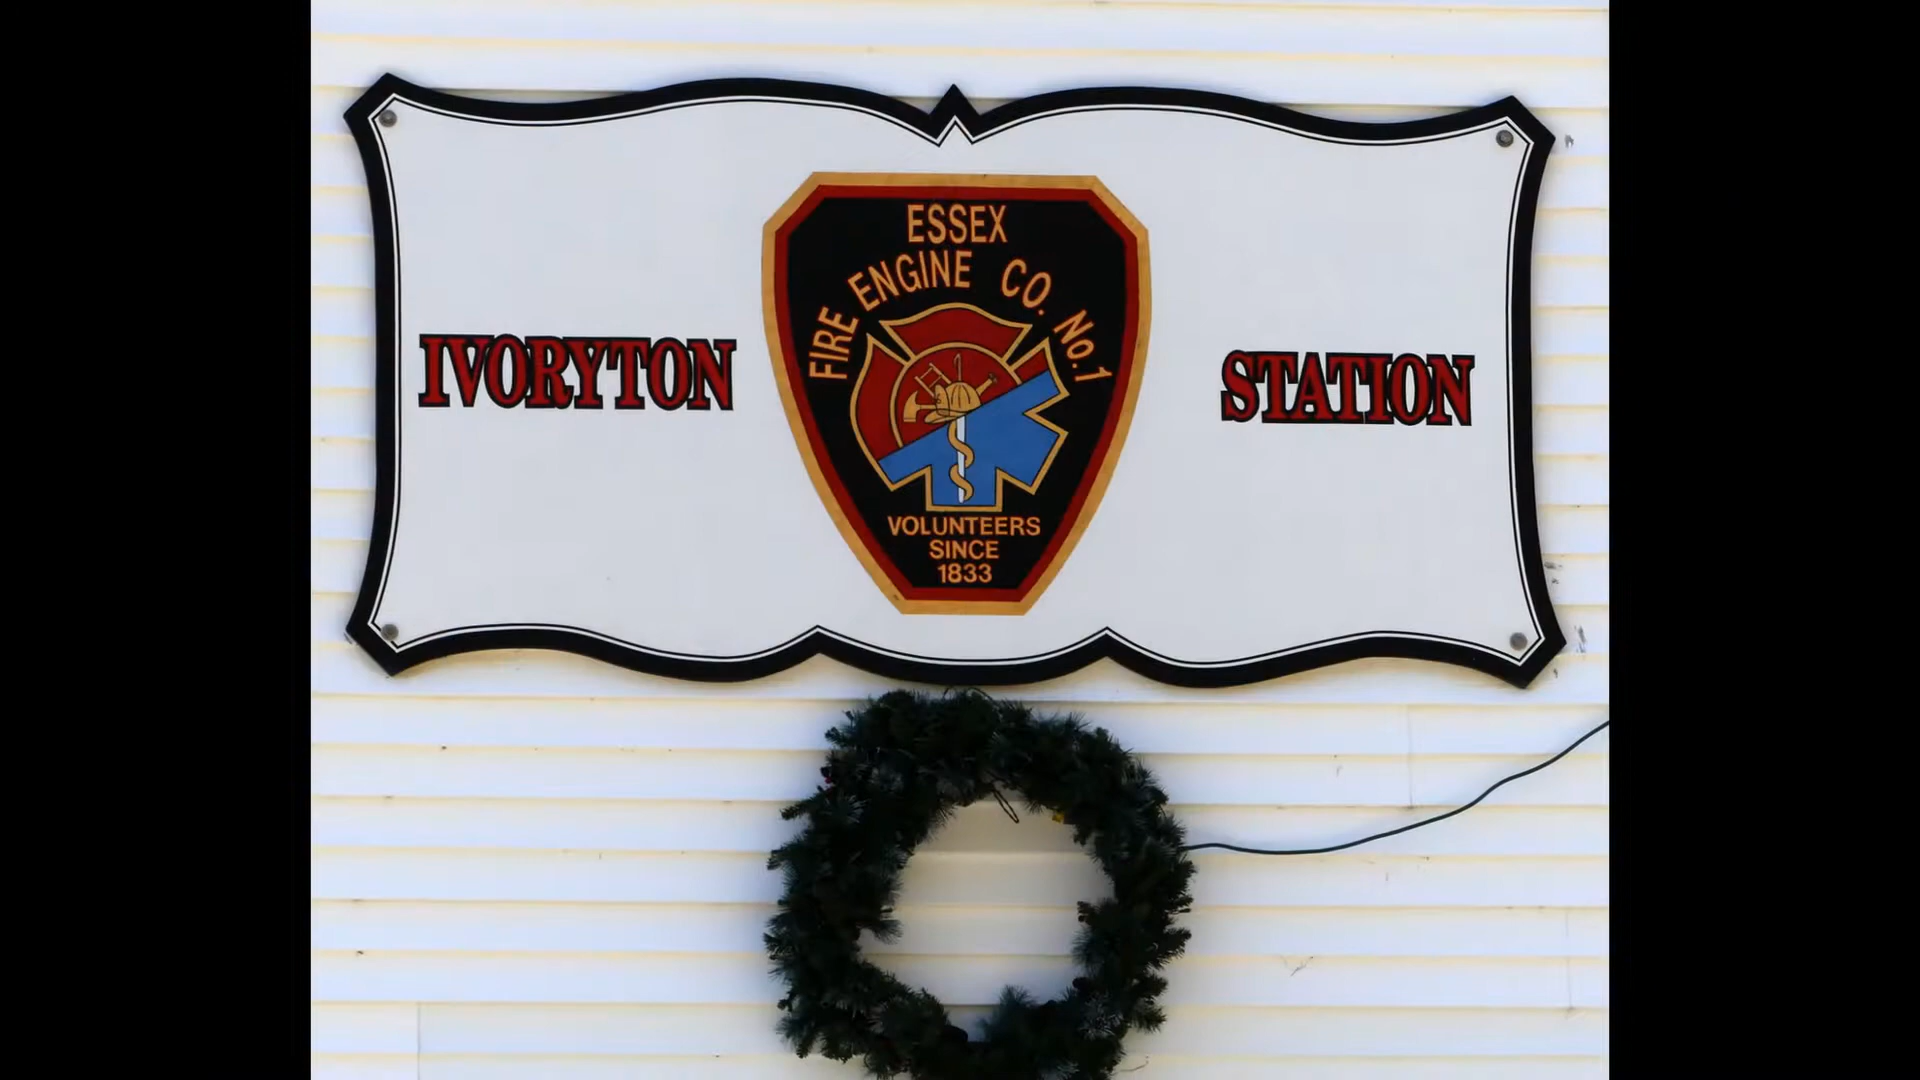 ESSEX
FIRE ENGINE CO. No.1
IVORYTON
STATION
VOLUNTEERS
SINCE
1833